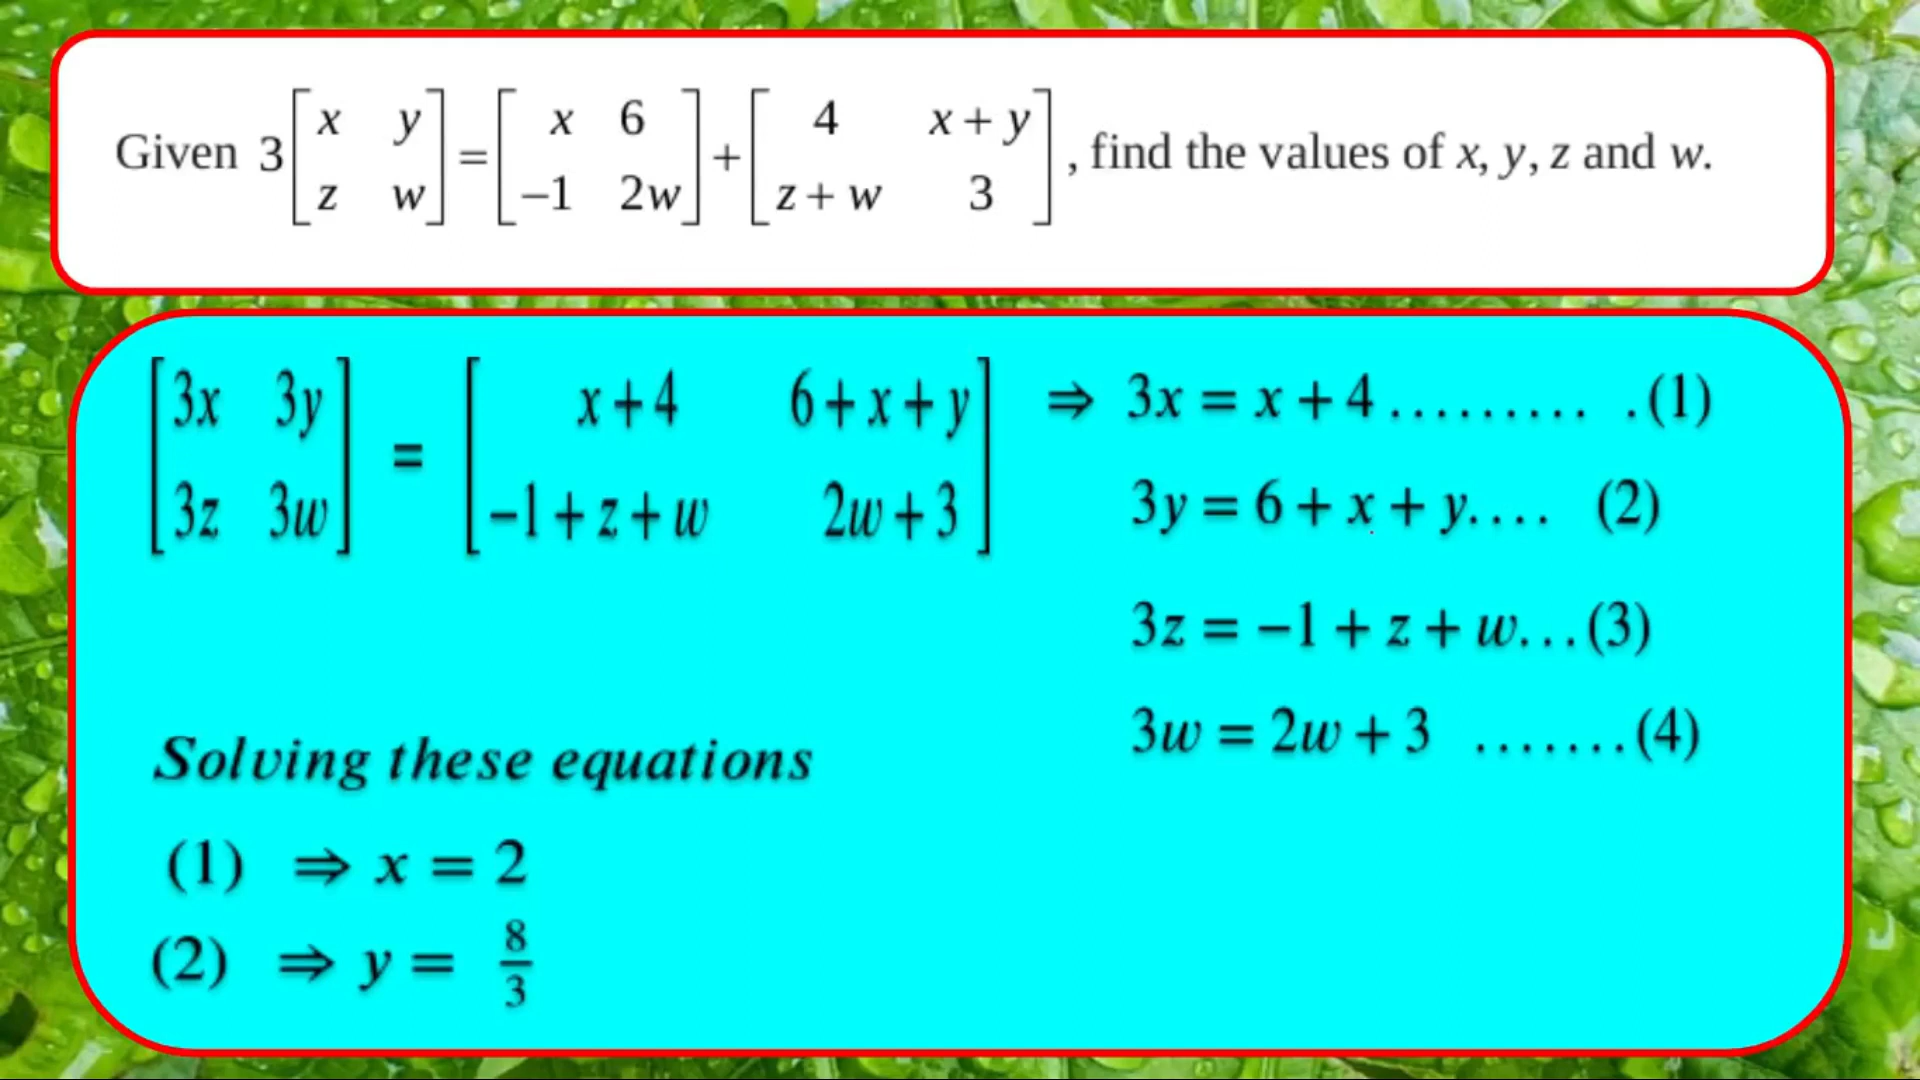 Given 3 [x y; z w] = [x 6; −1 2w] + [4 x + y; z + w 3], find the values of x, y, z and w.
[3x 3y; 3z 3w] = [x + 4 6 + x + y; −1 + z + w 2w + 3] ⇒ 3x = x + 4 ......... .(1)
3y = 6 + x + y.... (2)
3z = −1 + z + w...(3)
3w = 2w + 3 .......(4)
Solving these equations
(1) ⇒ x = 2
(2) ⇒ y = 8/3